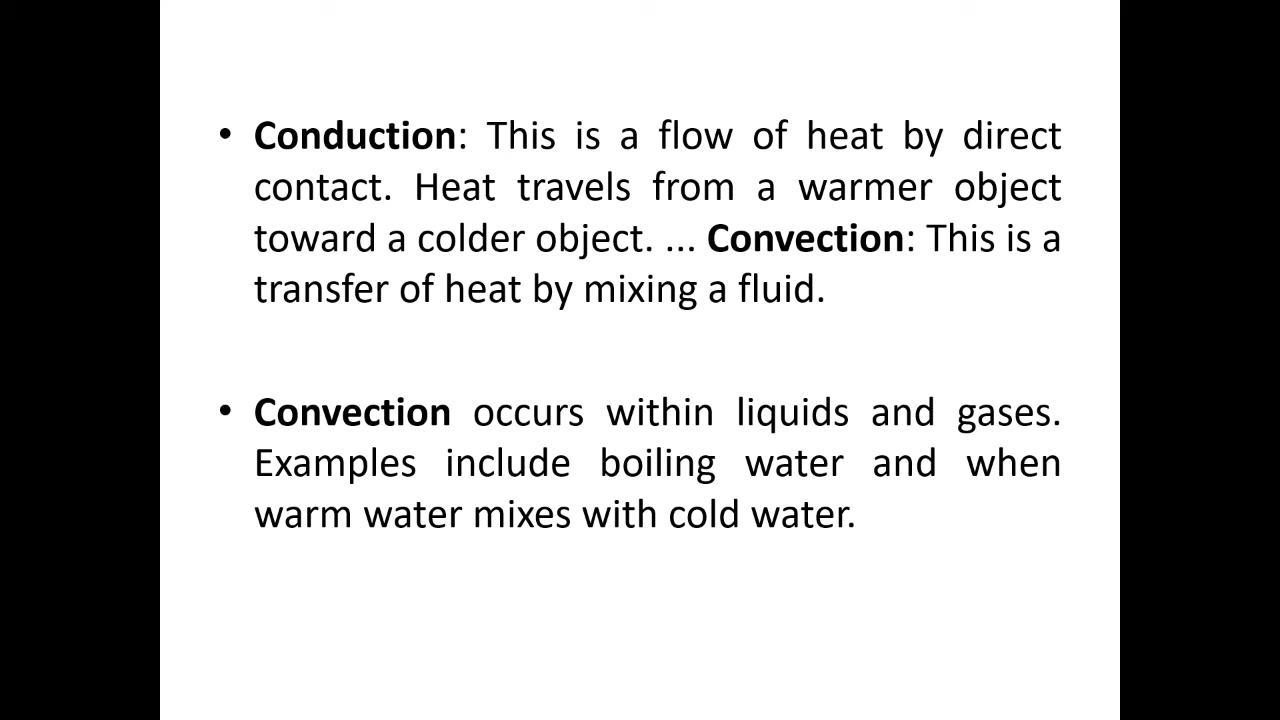 • Conduction: This is a flow of heat by direct
contact. Heat travels from a warmer object
toward a colder object. ... Convection: This is a
transfer of heat by mixing a fluid.
• Convection occurs within liquids and gases.
Examples include boiling water and when
warm water mixes with cold water.